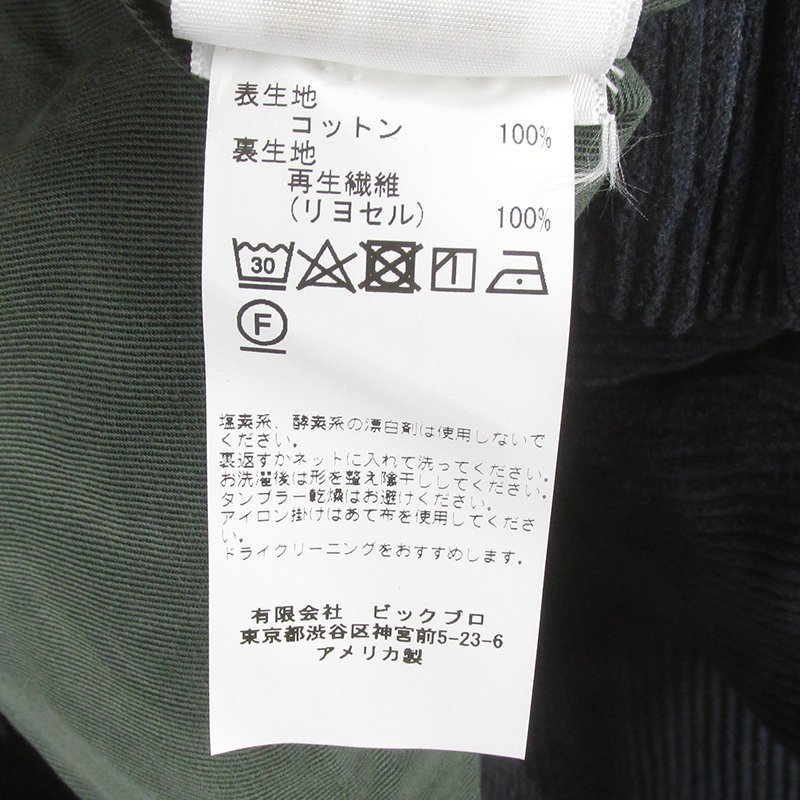 表生地
コットン 100%
裏生地
再生繊維
(リヨセル) 100%
30
F
塩素系、酵素系の漂白剤は使用しないで
ください。
裏返すかネットに入れて洗ってください。
お洗濯後は形を整え陰干ししてください。
タンブラー乾燥はお避けください。
アイロン掛けはあて布を使用してくださ
い。
ドライクリーニングをおすすめします。
有限会社 ビックブロ
東京都渋谷区神宮前5-23-6
アメリカ製